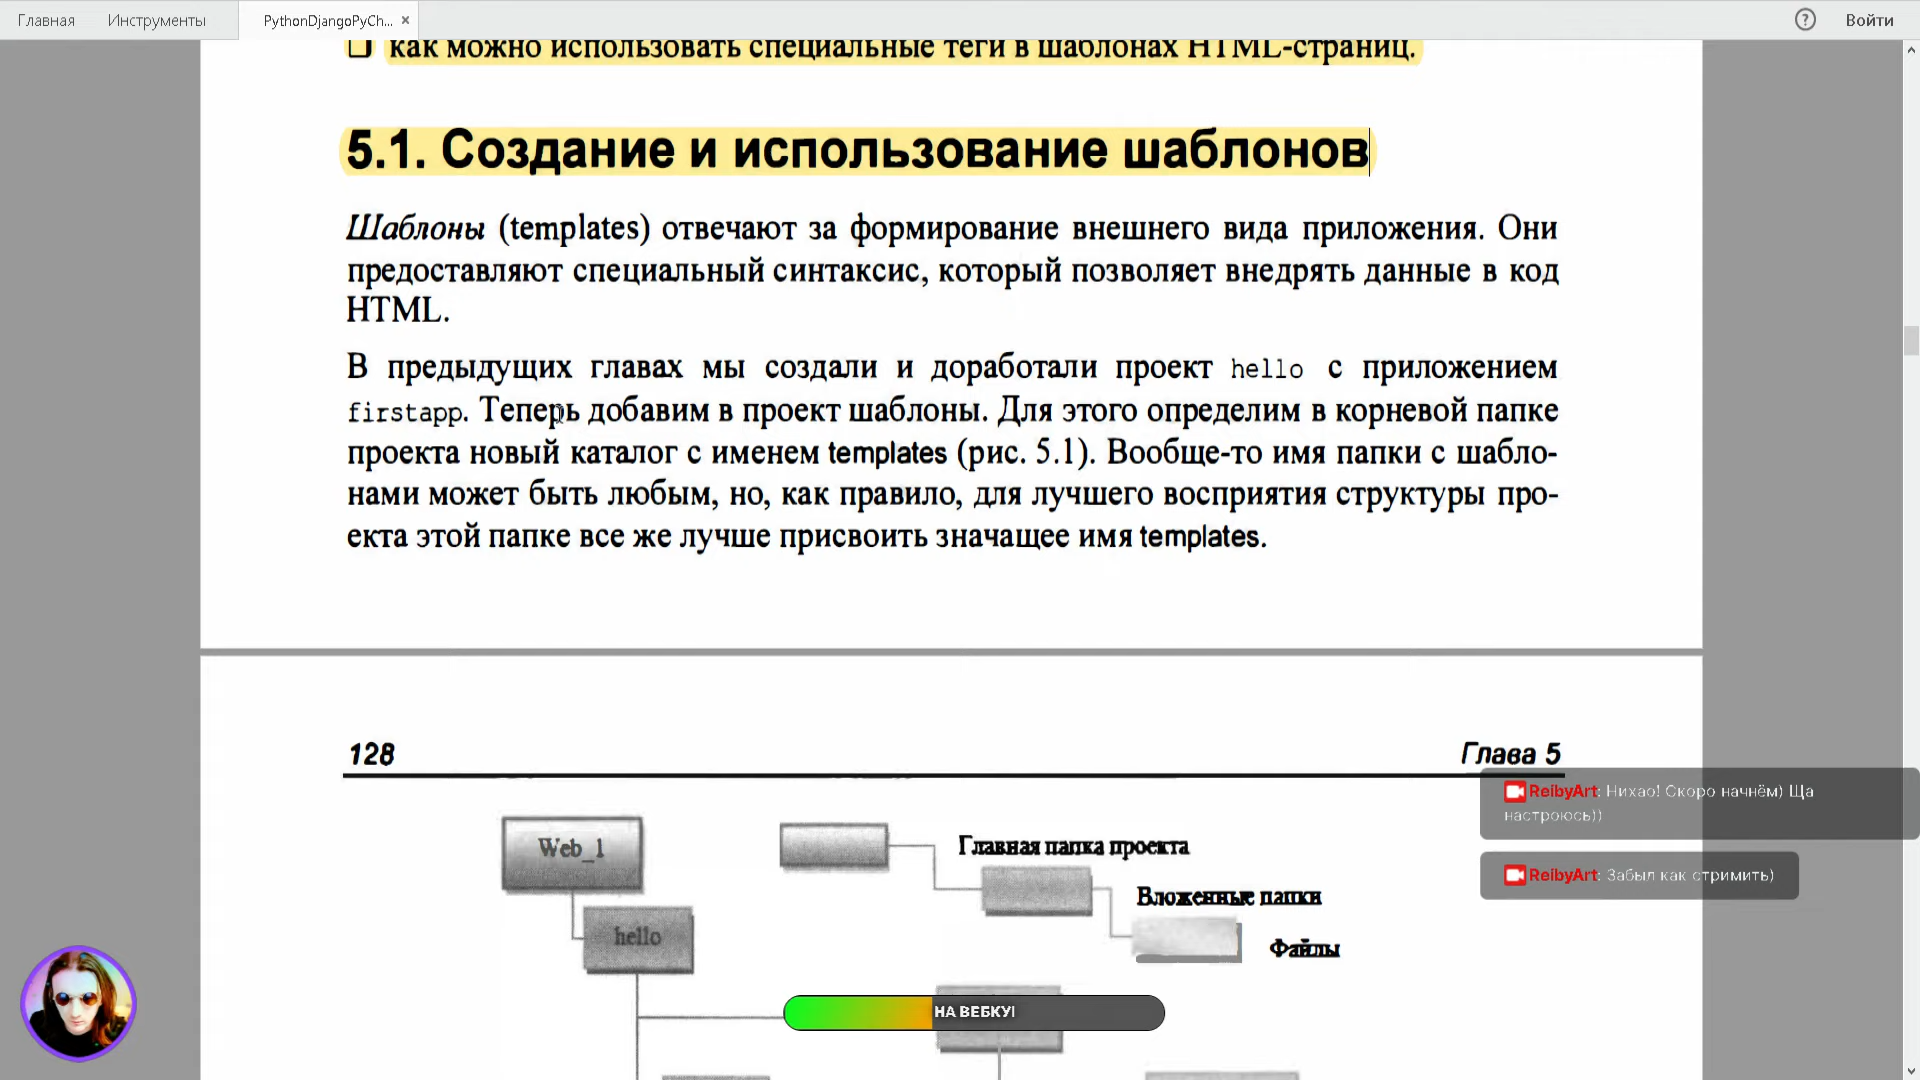 Главная Инструменты PythonDjangoPyCh... × ? Войти
как можно использовать специальные теги в шаблонах HTML-страниц.
5.1. Создание и использование шаблонов
Шаблоны (templates) отвечают за формирование внешнего вида приложения. Они
предоставляют специальный синтаксис, который позволяет внедрять данные в код
HTML.
В предыдущих главах мы создали и доработали проект hello с приложением
firstapp. Теперь добавим в проект шаблоны. Для этого определим в корневой папке
проекта новый каталог с именем templates (рис. 5.1). Вообще-то имя папки с шабло-
нами может быть любым, но, как правило, для лучшего восприятия структуры про-
екта этой папке все же лучше присвоить значащее имя templates.
128 Глава 5
ReibyArt: Нихао! Скоро начнём) Ща
настроюсь))
Web_1
Главная папка проекта
ReibyArt: Забыл как стримить)
Вложенные папки
hello
Файлы
НА ВЕБКУ!